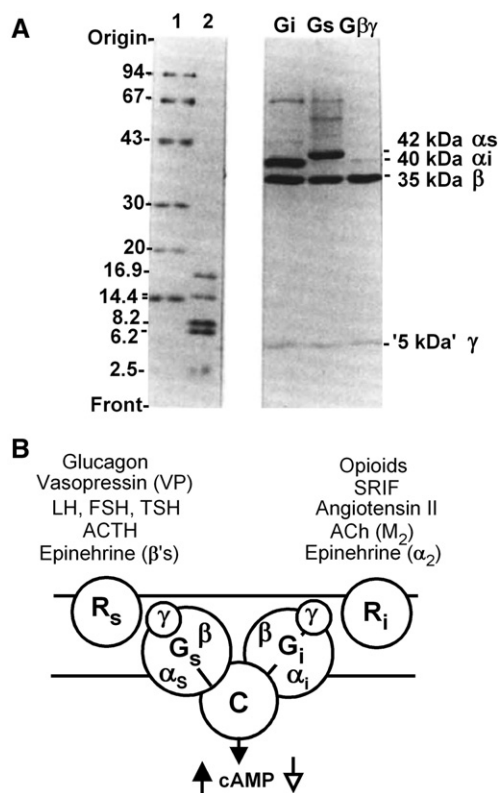 A
1 2
Origin-
94-
67-
43-
30-
20-
16.9-
14.4=
8.2-
6.2-
2.5-
Front-
Gi Gs Gβγ
42 kDa αs
40 kDa αi
35 kDa β
'5 kDa' γ
B
Glucagon
Vasopressin (VP)
LH, FSH, TSH
ACTH
Epinehrine (β's)
Opioids
SRIF
Angiotensin II
ACh (M2)
Epinehrine (α2)
Rs
γ
β
Gs
αs
C
β
γ
Gi
αi
Ri
cAMP